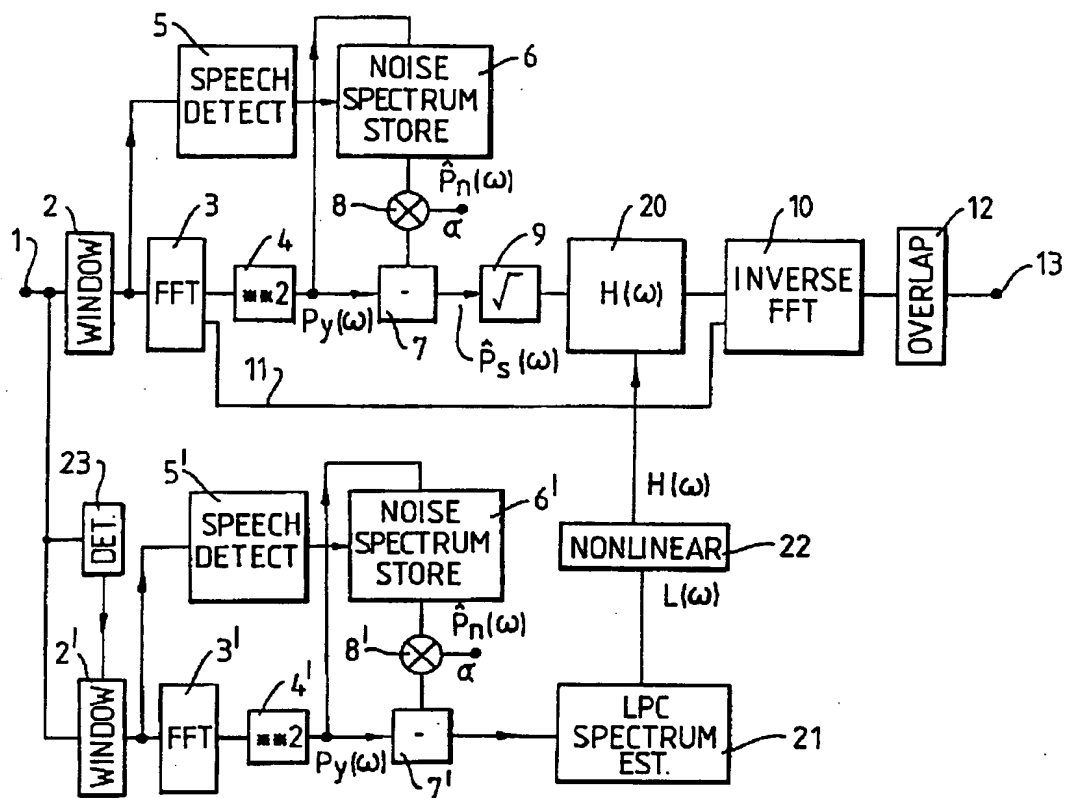 5
SPEECH
DETECT
NOISE
SPECTRUM
STORE
6
P̂n(ω)
8
α
1
2
WINDOW
3
FFT
4
**2
Py(ω)
-
7
P̂s(ω)
9
√
20
H(ω)
10
INVERSE
FFT
12
OVERLAP
13
11
23
DET.
5'
SPEECH
DETECT
NOISE
SPECTRUM
STORE
6'
P̂n(ω)
8'
α
H(ω)
NONLINEAR
22
L(ω)
2'
WINDOW
3'
FFT
4'
**2
Py(ω)
-
7'
LPC
SPECTRUM
EST.
21